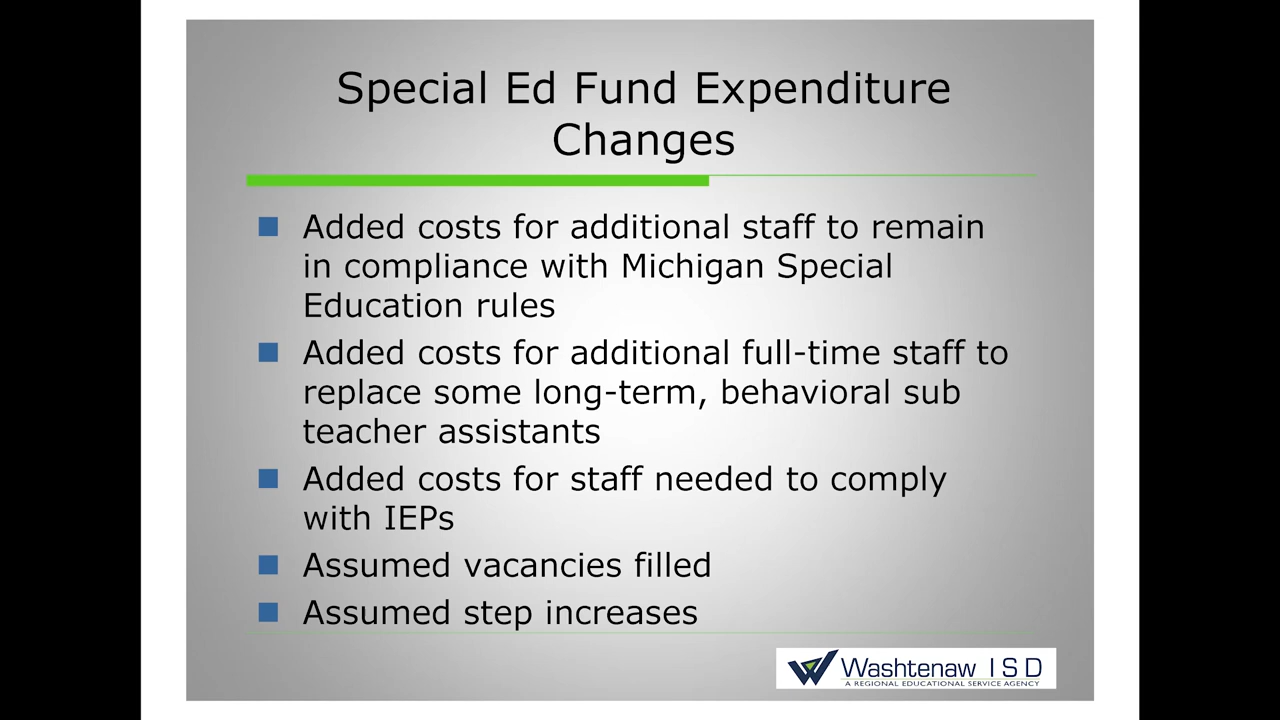 Special Ed Fund Expenditure
Changes
Added costs for additional staff to remain
in compliance with Michigan Special
Education rules
Added costs for additional full-time staff to
replace some long-term, behavioral sub
teacher assistants
Added costs for staff needed to comply
with IEPs
Assumed vacancies filled
Assumed step increases
Washtenaw ISD
A REGIONAL EDUCATIONAL SERVICE AGENCY